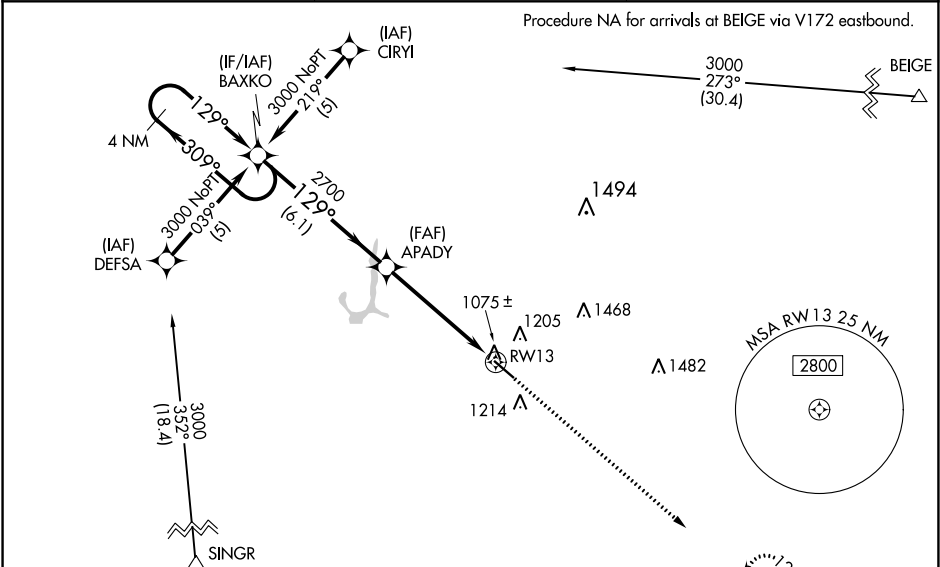 Procedure NA for arrivals at BEIGE via V172 eastbound.
(IAF)
CIRYI
(IF/IAF)
BAXKO
3000 NoPT
219°
(5)
3000
273°
(30.4)
BEIGE
4 NM
129°
309°
3000 NoPT
039°
(5)
(IAF)
DEFSA
2700
129°
(6.1)
(FAF)
APADY
1494
1075 ±
1205
1468
RW13
1482
1214
MSA RW13 25 NM
2800
3000
352°
(18.4)
SINGR